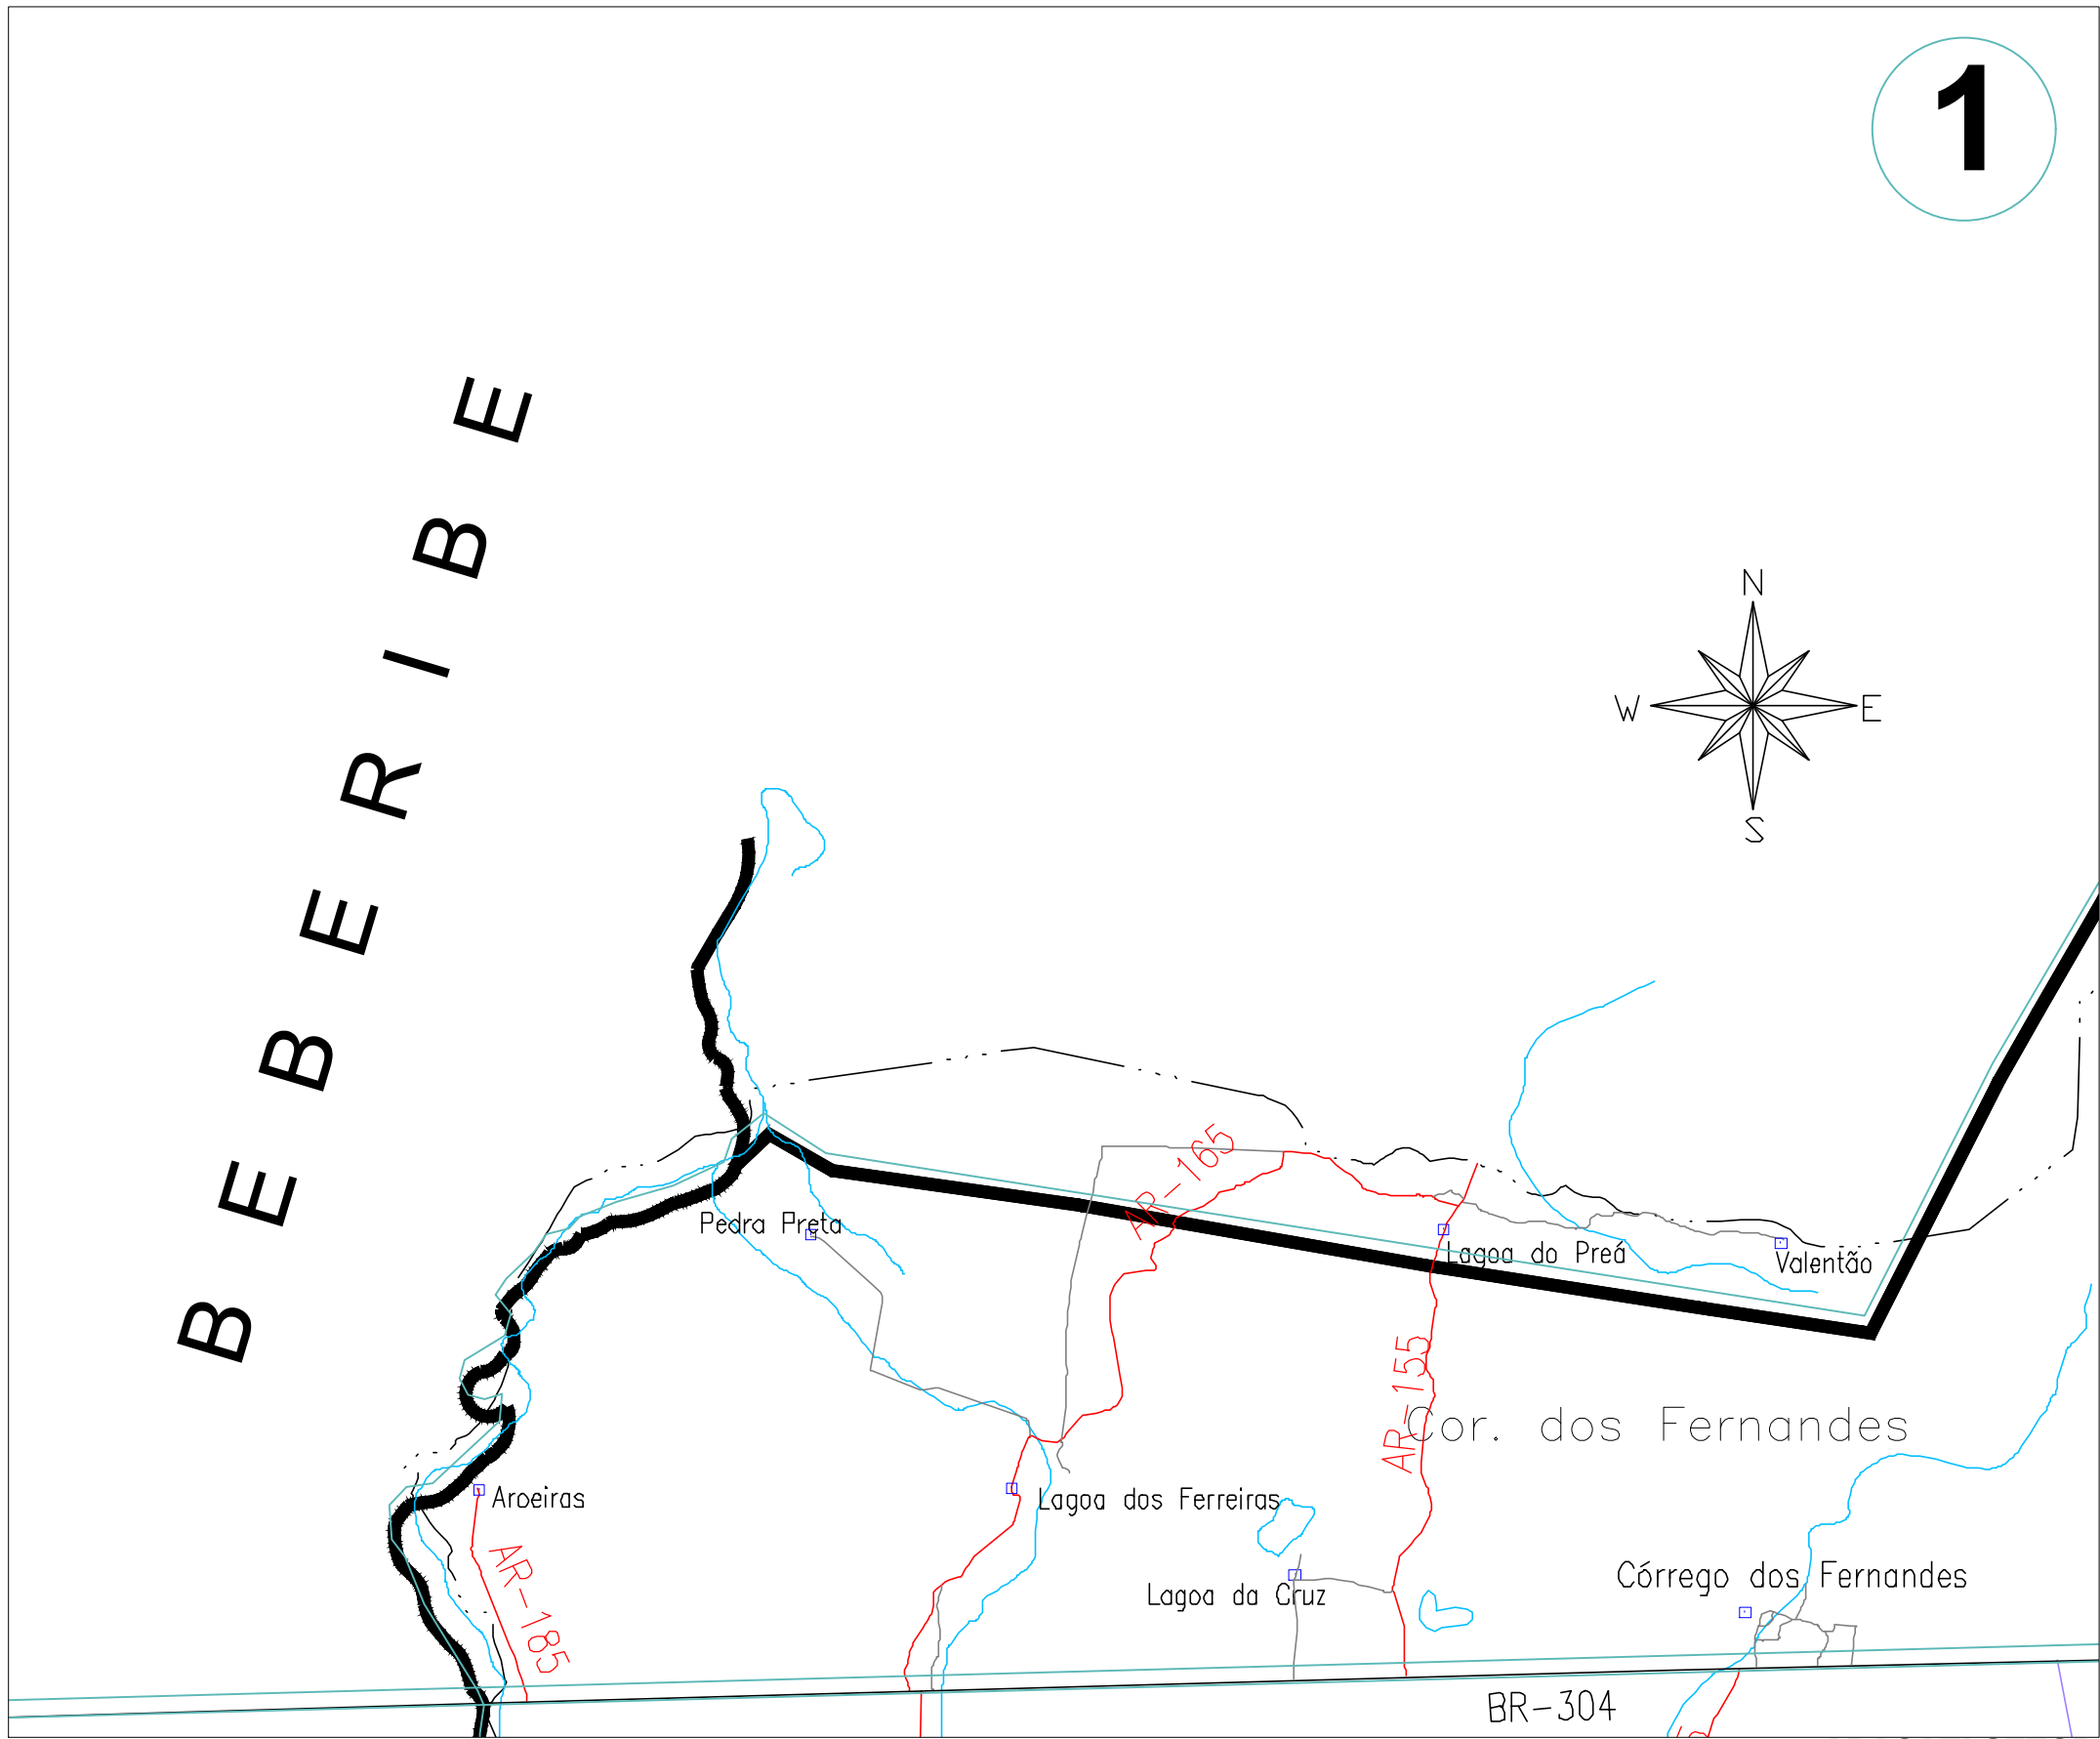 1
BEBERIBE
N
W
E
S
AR-165
Pedra Preta
Lagoa do Preá
Valentão
AR-155
Cor. dos Fernandes
Aroeiras
Lagoa dos Ferreiras
AR-185
Lagoa da Cruz
Córrego dos Fernandes
BR-304